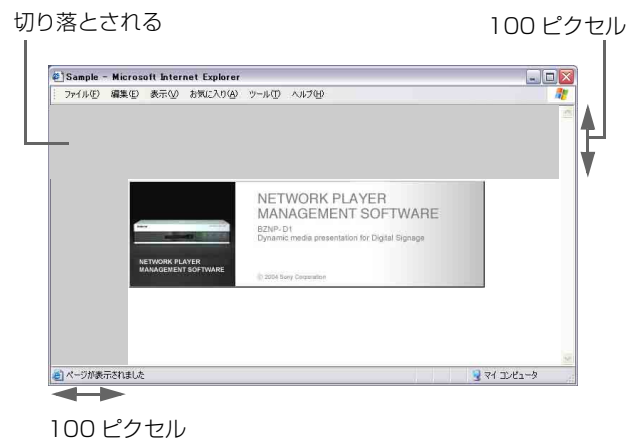 切り落とされる
100 ピクセル
Sample - Microsoft Internet Explorer
ファイル(F) 編集(E) 表示(V) お気に入り(A) ツール(T) ヘルプ(H)
NETWORK PLAYER
MANAGEMENT SOFTWARE
BZNP-D1
Dynamic media presentation for Digital Signage
NETWORK PLAYER
MANAGEMENT SOFTWARE
© 2004 Sony Corporation
ページが表示されました
マイ コンピュータ
100 ピクセル